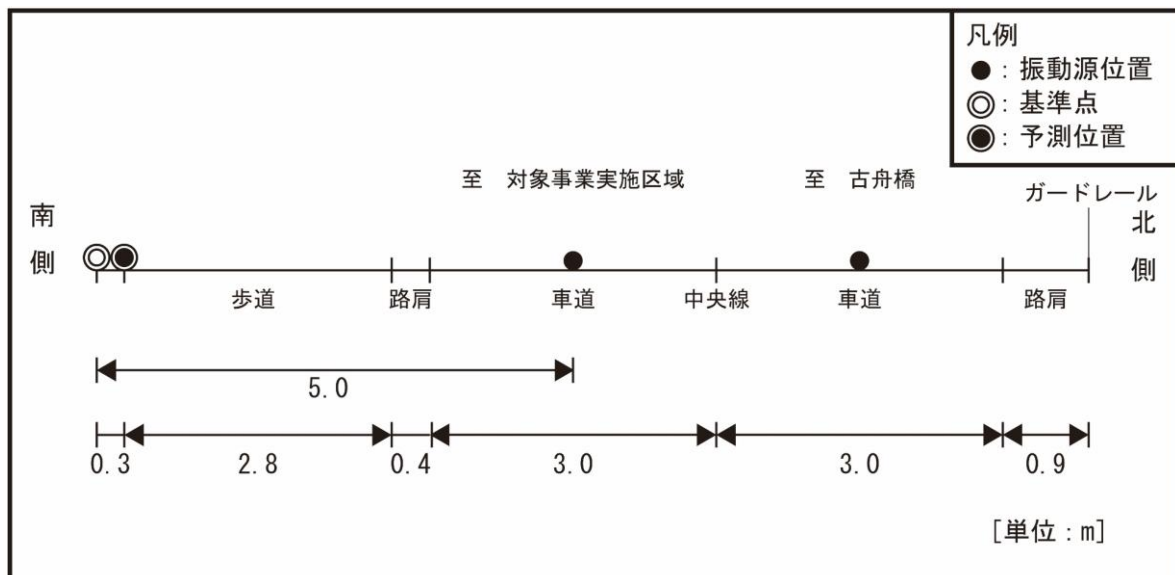 凡例
●：振動源位置
◎：基準点
：予測位置
至　対象事業実施区域
至　古舟橋
ガードレール
南側
北側
歩道
路肩
車道
中央線
車道
路肩
5.0
0.3
2.8
0.4
3.0
3.0
0.9
[単位：m]